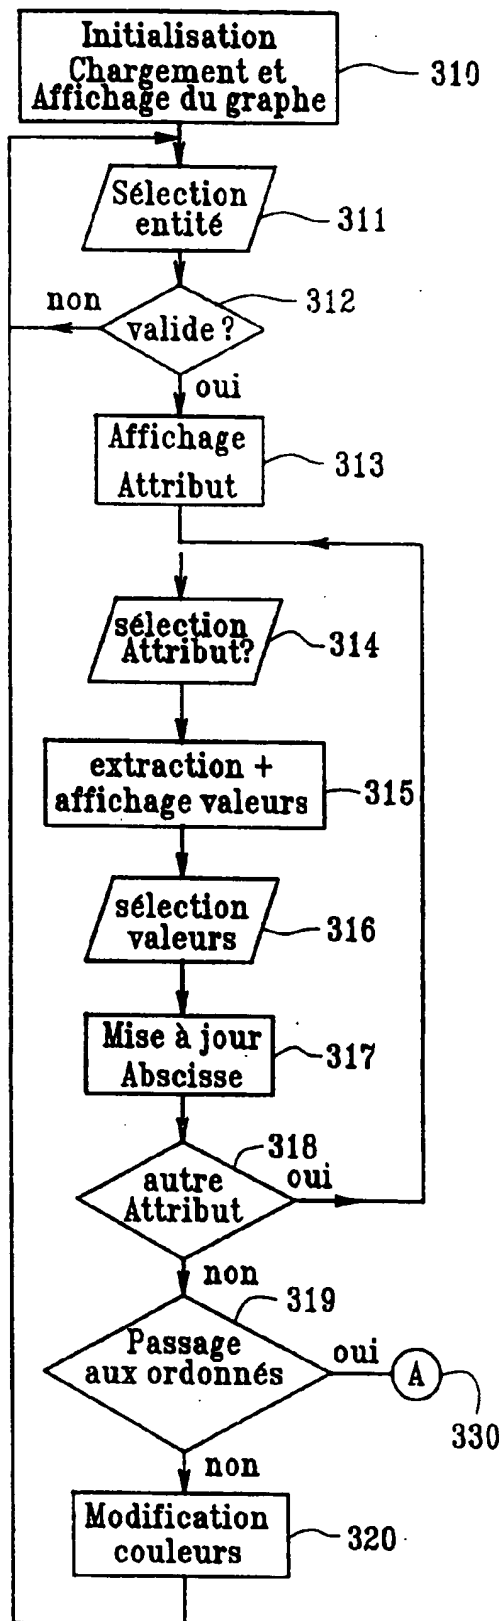 Initialisation
Chargement et
Affichage du graphe
310
Sélection
entité
311
312
non
valide ?
oui
Affichage
Attribut
313
sélection
Attribut?
314
extraction +
affichage valeurs
315
sélection
valeurs
316
Mise à jour
Abscisse
317
318
autre
Attribut
oui
non
319
Passage
aux ordonnés
oui
A
330
non
Modification
couleurs
320